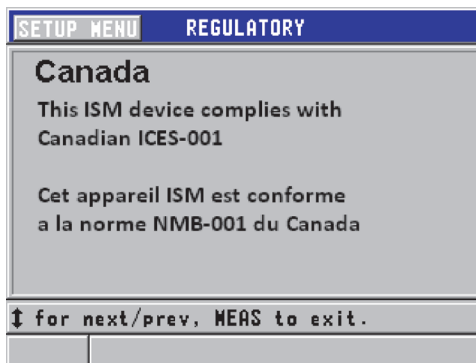 SETUP MENU REGULATORY
Canada
This ISM device complies with
Canadian ICES-001
Cet appareil ISM est conforme
a la norme NMB-001 du Canada
↕ for next/prev, MEAS to exit.